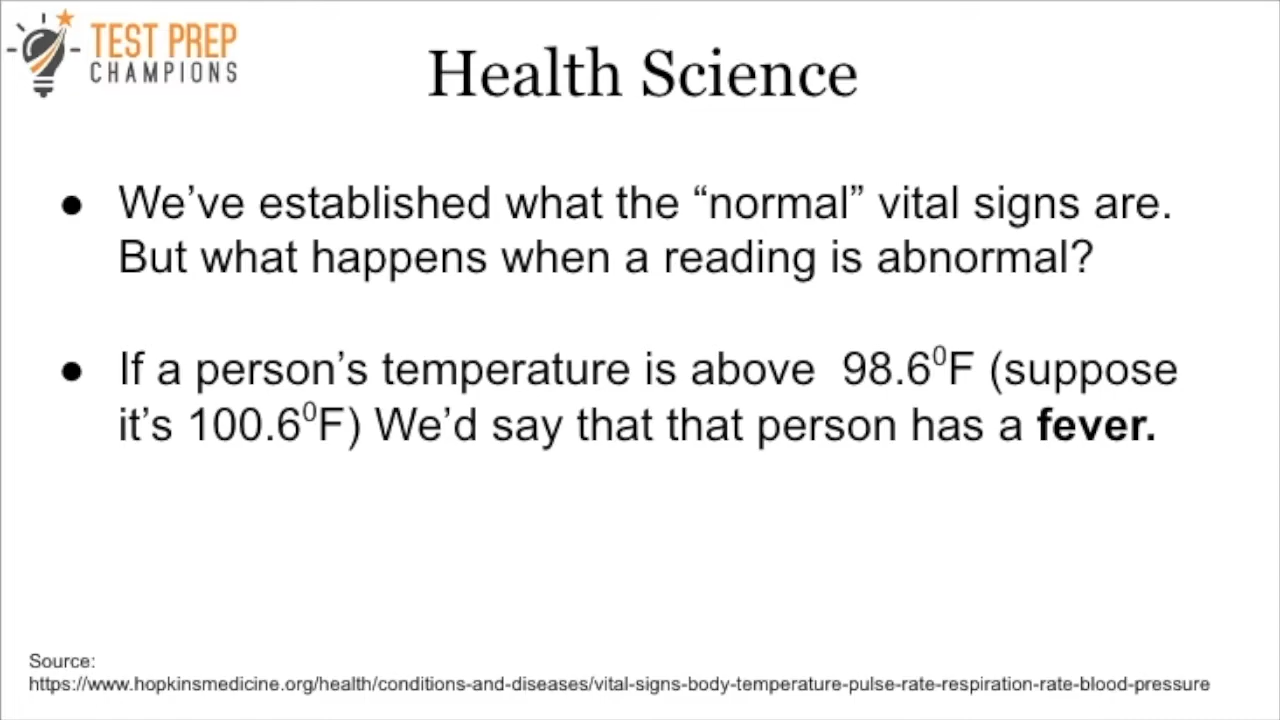 TEST PREP
CHAMPIONS
Health Science
● We’ve established what the “normal” vital signs are.
But what happens when a reading is abnormal?
● If a person’s temperature is above  98.6⁰F (suppose
it’s 100.6⁰F) We’d say that that person has a fever.
Source:
https://www.hopkinsmedicine.org/health/conditions-and-diseases/vital-signs-body-temperature-pulse-rate-respiration-rate-blood-pressure